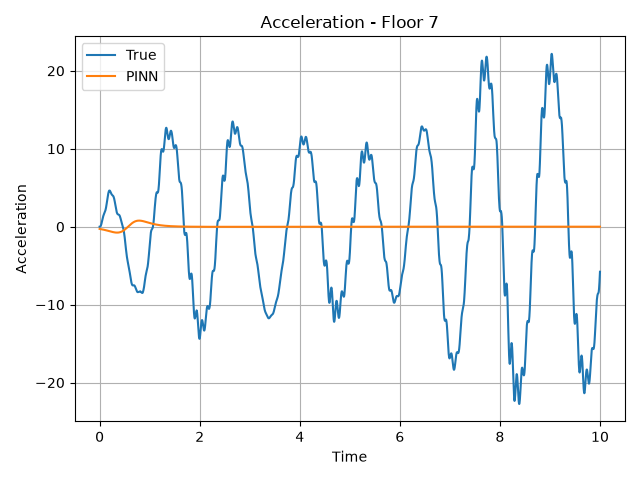 Acceleration - Floor 7
True
PINN
Acceleration
20
10
0
−10
−20
0 2 4 6 8 10
Time